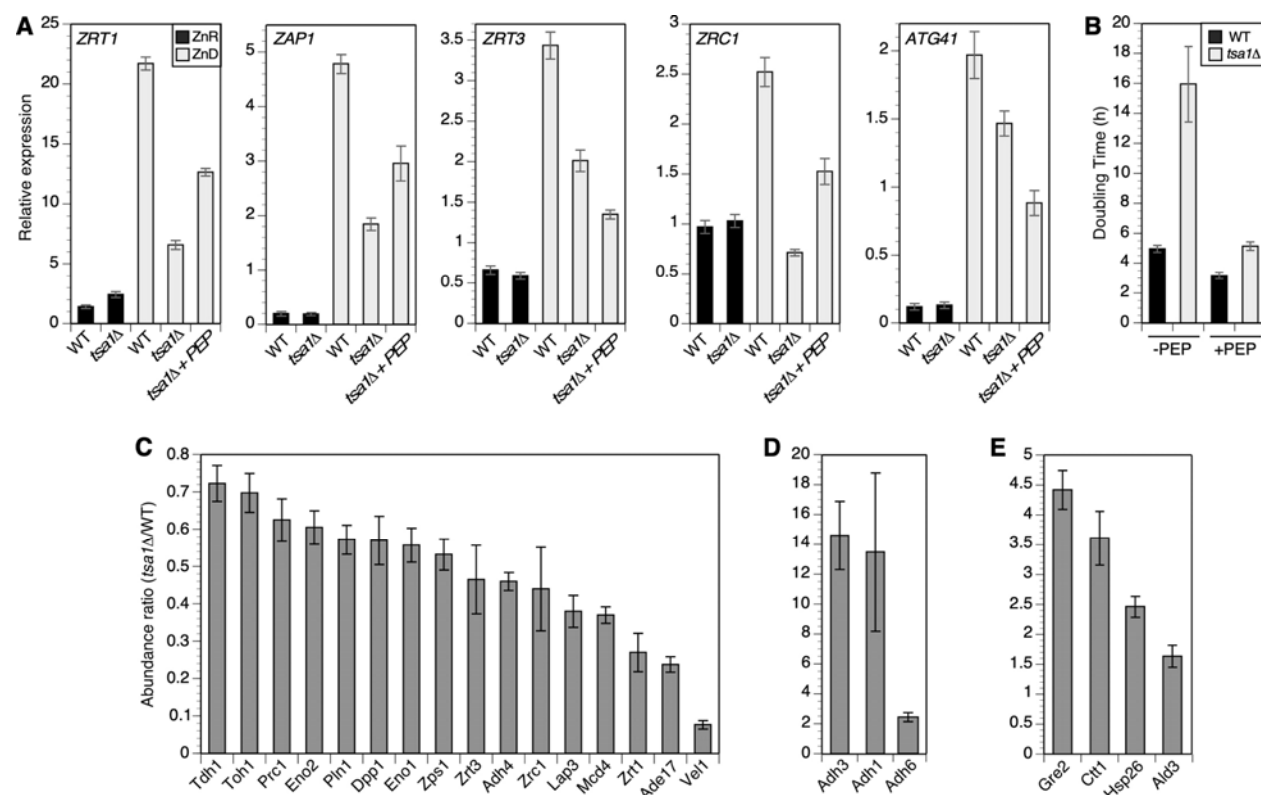 A
Relative expression
25
20
15
10
5
0
ZRT1
ZnR
ZnD
WT
tsa1Δ
WT
tsa1Δ
tsa1Δ + PEP
5
4
3
2
1
0
ZAP1
WT
tsa1Δ
WT
tsa1Δ
tsa1Δ + PEP
3.5
3
2.5
2
1.5
1
0.5
0
ZRT3
WT
tsa1Δ
WT
tsa1Δ
tsa1Δ + PEP
3
2.5
2
1.5
1
0.5
0
ZRC1
WT
tsa1Δ
WT
tsa1Δ
tsa1Δ + PEP
2
1.5
1
0.5
0
ATG41
WT
tsa1Δ
WT
tsa1Δ
tsa1Δ + PEP
B
Doubling Time (h)
20
18
16
14
12
10
8
6
4
2
0
WT
tsa1Δ
-PEP
+PEP
C
Abundance ratio (tsa1Δ/WT)
0.8
0.7
0.6
0.5
0.4
0.3
0.2
0.1
0
Tdh1
Toh1
Prc1
Eno2
Pln1
Dpp1
Eno1
Zps1
Zrt3
Adh4
Zrc1
Lap3
Mcd4
Zrt1
Ade17
Vel1
D
20
18
16
14
12
10
8
6
4
2
0
Adh3
Adh1
Adh6
E
5
4.5
4
3.5
3
2.5
2
1.5
1
0.5
0
Gre2
Ctt1
Hsp26
Ald3